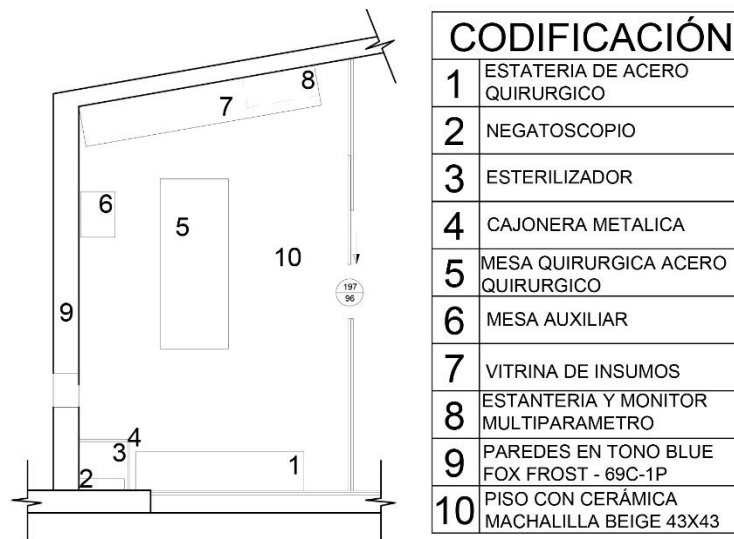 8
7
6
5
10
197
96
9
4
3
1
2
CODIFICACIÓN
1 ESTATERIA DE ACERO
QUIRURGICO
2 NEGATOSCOPIO
3 ESTERILIZADOR
4 CAJONERA METALICA
5 MESA QUIRURGICA ACERO
QUIRURGICO
6 MESA AUXILIAR
7 VITRINA DE INSUMOS
8 ESTANTERIA Y MONITOR
MULTIPARAMETRO
9 PAREDES EN TONO BLUE
FOX FROST - 69C-1P
10 PISO CON CERÁMICA
MACHALILLA BEIGE 43X43